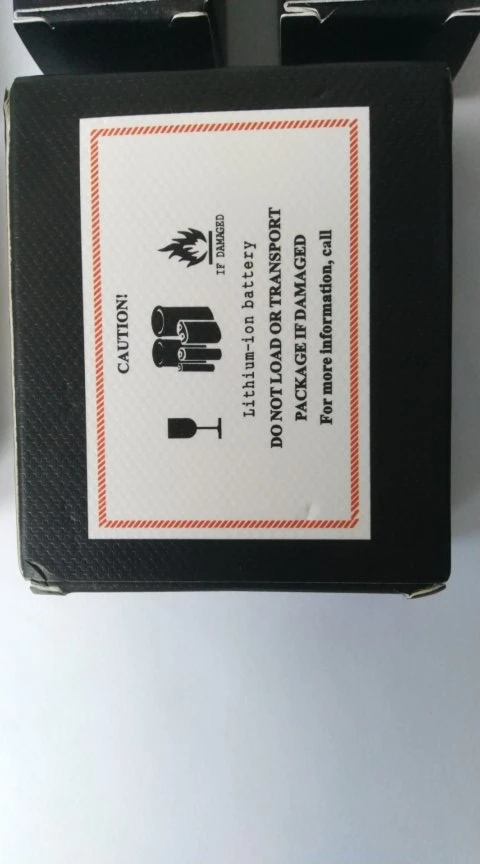 CAUTION!
IF DAMAGED
Lithium-ion battery
DO NOT LOAD OR TRANSPORT
PACKAGE IF DAMAGED
For more information, call